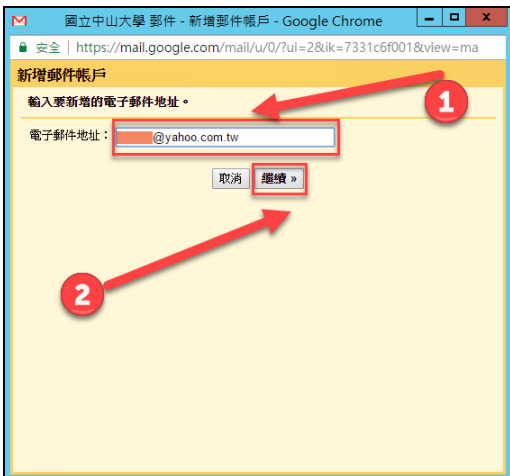 國立中山大學 郵件 - 新增郵件帳戶 - Google Chrome
安全 | https://mail.google.com/mail/u/0/?ui=2&ik=7331c6f001&view=ma
新增郵件帳戶
輸入要新增的電子郵件地址。
1
電子郵件地址： @yahoo.com.tw
取消 繼續 »
2